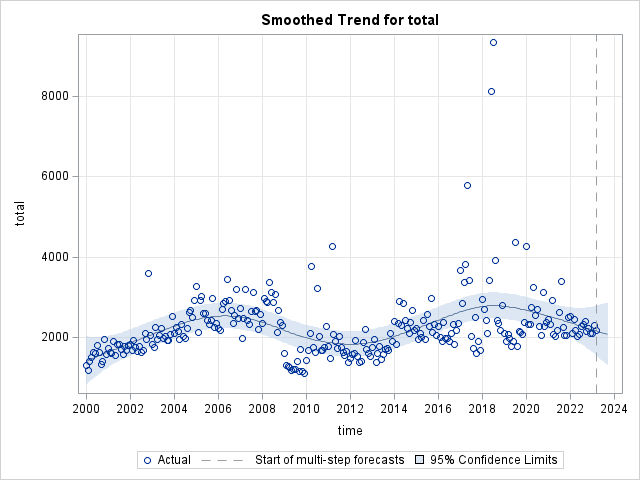 Smoothed Trend for total
8000
6000
4000
2000
total
2000 2002 2004 2006 2008 2010 2012 2014 2016 2018 2020 2022 2024
time
Actual Start of multi-step forecasts 95% Confidence Limits